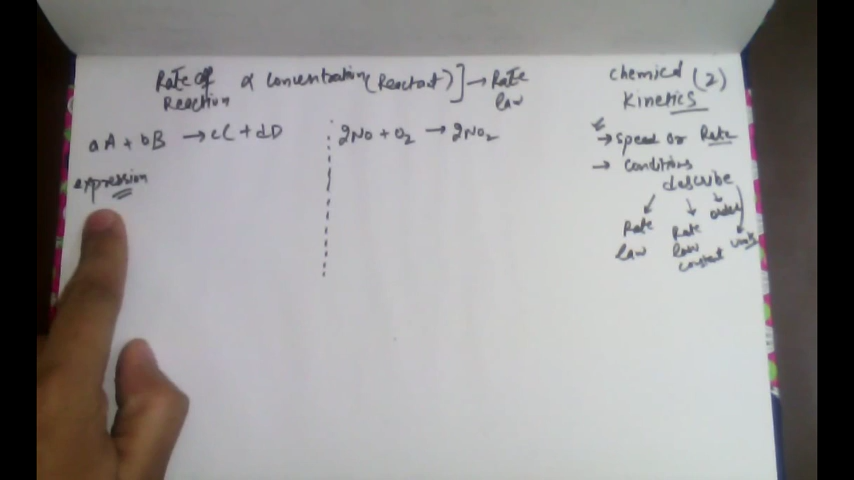 Rate of Reaction α Concentration (Reactant)] → Rate law
aA + bB → cC + dD
expression
2NO + O₂ → 2NO₂
Chemical (2)
Kinetics
→ Speed or Rate
→ conditions
describe
Rate law
Rate law constant
order
units